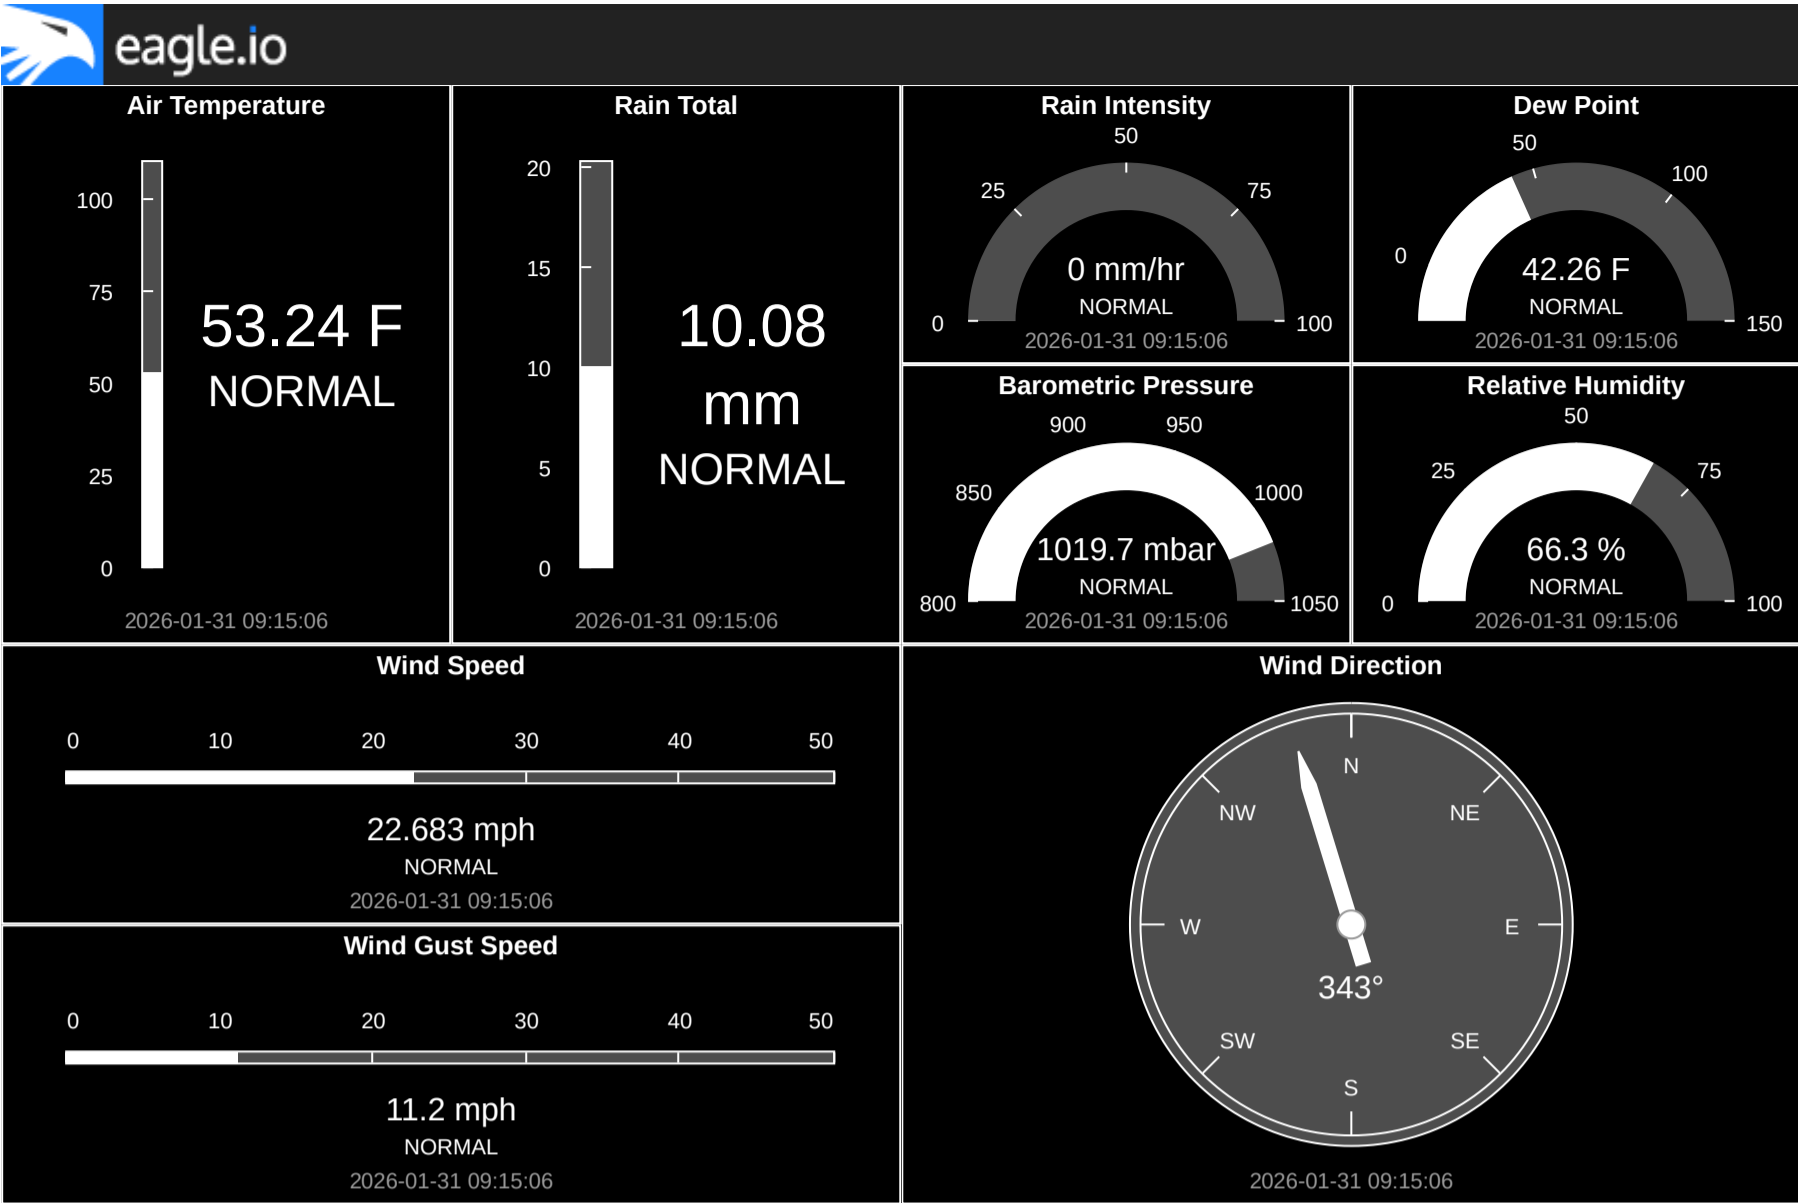 eagle.io
Air Temperature
100
75
50
25
0
53.24 F
NORMAL
2026-01-31 09:15:06
Rain Total
20
15
10
5
0
10.08
mm
NORMAL
2026-01-31 09:15:06
Rain Intensity
50
25
75
0
100
0 mm/hr
NORMAL
2026-01-31 09:15:06
Dew Point
50
100
0
150
42.26 F
NORMAL
2026-01-31 09:15:06
Barometric Pressure
900
950
850
1000
800
1050
1019.7 mbar
NORMAL
2026-01-31 09:15:06
Relative Humidity
50
25
75
0
100
66.3 %
NORMAL
2026-01-31 09:15:06
Wind Speed
0 10 20 30 40 50
22.683 mph
NORMAL
2026-01-31 09:15:06
Wind Gust Speed
0 10 20 30 40 50
11.2 mph
NORMAL
2026-01-31 09:15:06
Wind Direction
N
NW
NE
W
E
343°
SW
SE
S
2026-01-31 09:15:06